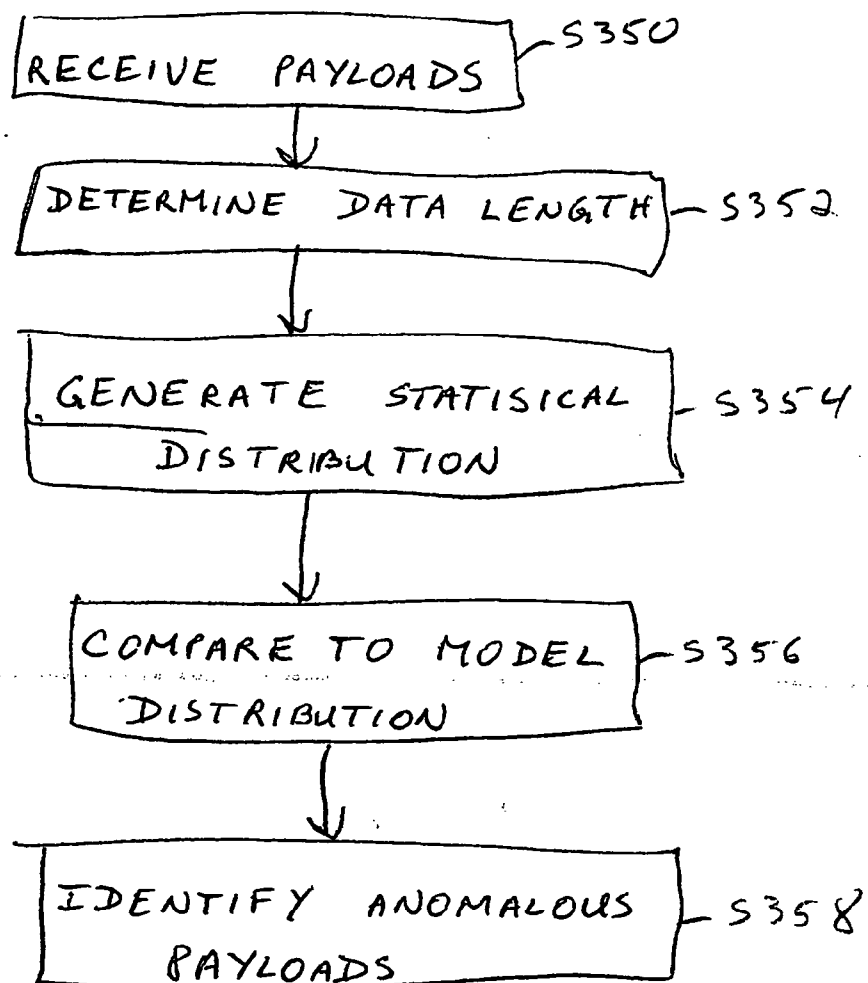 RECEIVE PAYLOADS S350
DETERMINE DATA LENGTH S352
GENERATE STATISICAL S354
DISTRIBUTION
COMPARE TO MODEL S356
DISTRIBUTION
IDENTIFY ANOMALOUS S358
PAYLOADS